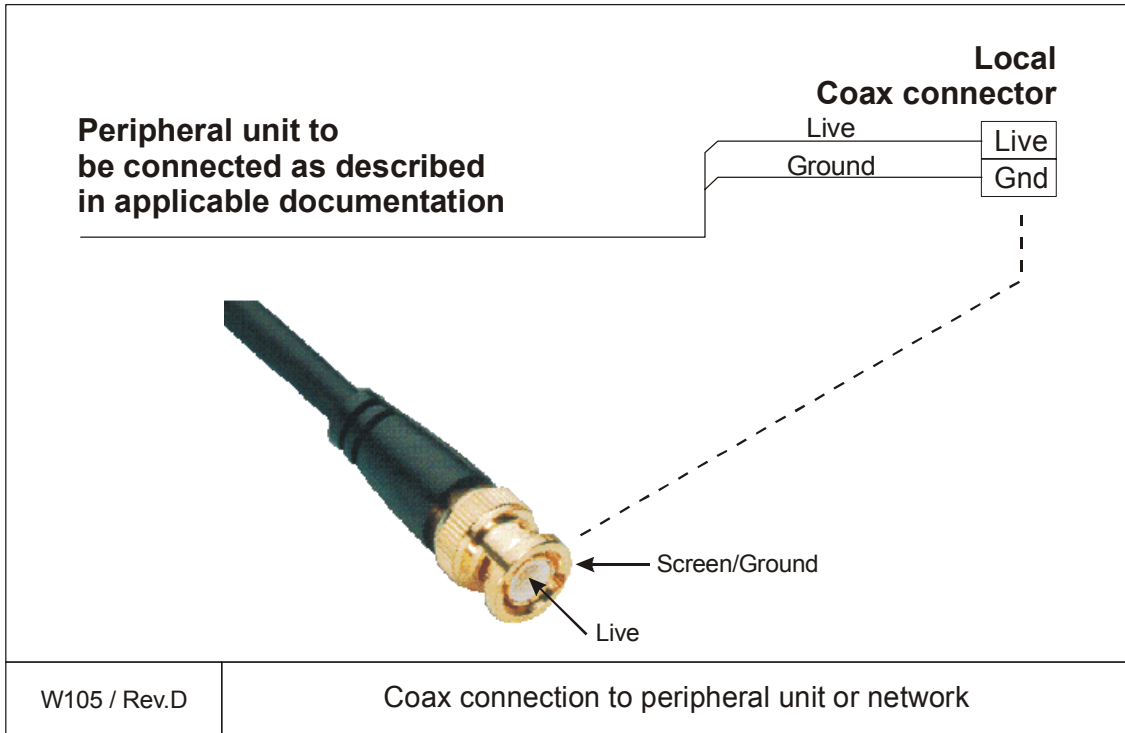 Local
Coax connector
Peripheral unit to
be connected as described
in applicable documentation
Live
Live
Ground
Gnd
Screen/Ground
Live
W105 / Rev.D
Coax connection to peripheral unit or network